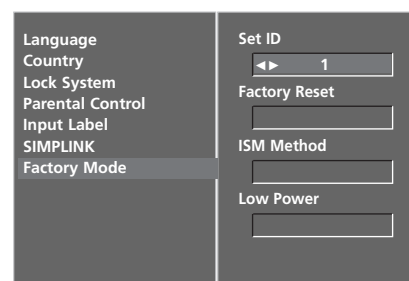 Language
Country
Lock System
Parental Control
Input Label
SIMPLINK
Factory Mode
Set ID
◀▶ 1
Factory Reset
ISM Method
Low Power